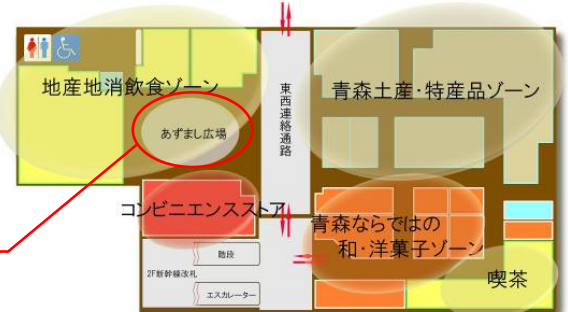 地産地消飲食ゾーン
あずまし広場
東西連絡通路
青森土産・特産品ゾーン
コンビニエンスストア
青森ならではの
和・洋菓子ゾーン
階段
2F新幹線改札
エスカレーター
喫茶